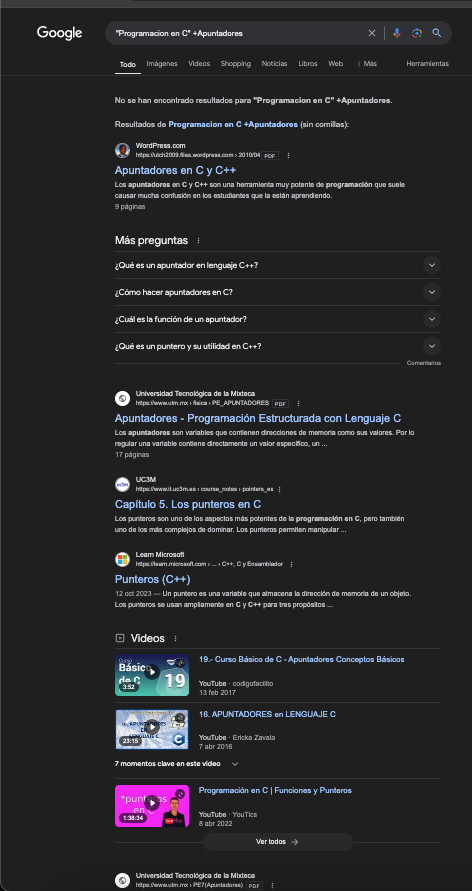 Google
"Programacion en C" +Apuntadores
Todo Imágenes Videos Shopping Noticias Libros Web Más Herramientas
No se han encontrado resultados para "Programacion en C" +Apuntadores.
Resultados de Programacion en C +Apuntadores (sin comillas):
WordPress.com
https://utch2009.files.wordpress.com › 2010/04 PDF
Apuntadores en C y C++
Los apuntadores en C y C++ son una herramienta muy potente de programación que suele
causar mucha confusión en los estudiantes que la están aprendiendo.
9 páginas
Más preguntas
¿Qué es un apuntador en lenguaje C++?
¿Cómo hacer apuntadores en C?
¿Cuál es la función de un apuntador?
¿Qué es un puntero y su utilidad en C++?
Comentarios
Universidad Tecnológica de la Mixteca
https://www.utm.mx › fisica › PE_APUNTADORES PDF
Apuntadores - Programación Estructurada con Lenguaje C
Los apuntadores son variables que contienen direcciones de memoria como sus valores. Por lo
regular una variable contiene directamente un valor específico, un ...
17 páginas
uc3m
UC3M
https://www.it.uc3m.es › course_notes › pointers_es
Capítulo 5. Los punteros en C
Los punteros son uno de los aspectos más potentes de la programación en C, pero también
uno de los más complejos de dominar. Los punteros permiten manipular ...
Learn Microsoft
https://learn.microsoft.com › ... › C++, C y Ensamblador
Punteros (C++)
12 oct 2023 — Un puntero es una variable que almacena la dirección de memoria de un objeto.
Los punteros se usan ampliamente en C y C++ para tres propósitos ...
Videos
Curso
Básico
de C
19
3:52
19.- Curso Básico de C - Apuntadores Conceptos Básicos
YouTube · codigofacilito
13 feb 2017
16. APUNTADORES
LENGUAJE C
23:15
16. APUNTADORES en LENGUAJE C
YouTube · Ericka Zavala
7 abr 2016
7 momentos clave en este video
*punteros
en C
1:38:34
Programación en C | Funciones y Punteros
YouTube · YouTics
8 abr 2022
Ver todos
Universidad Tecnológica de la Mixteca
https://www.utm.mx › PE7(Apuntadores) PDF